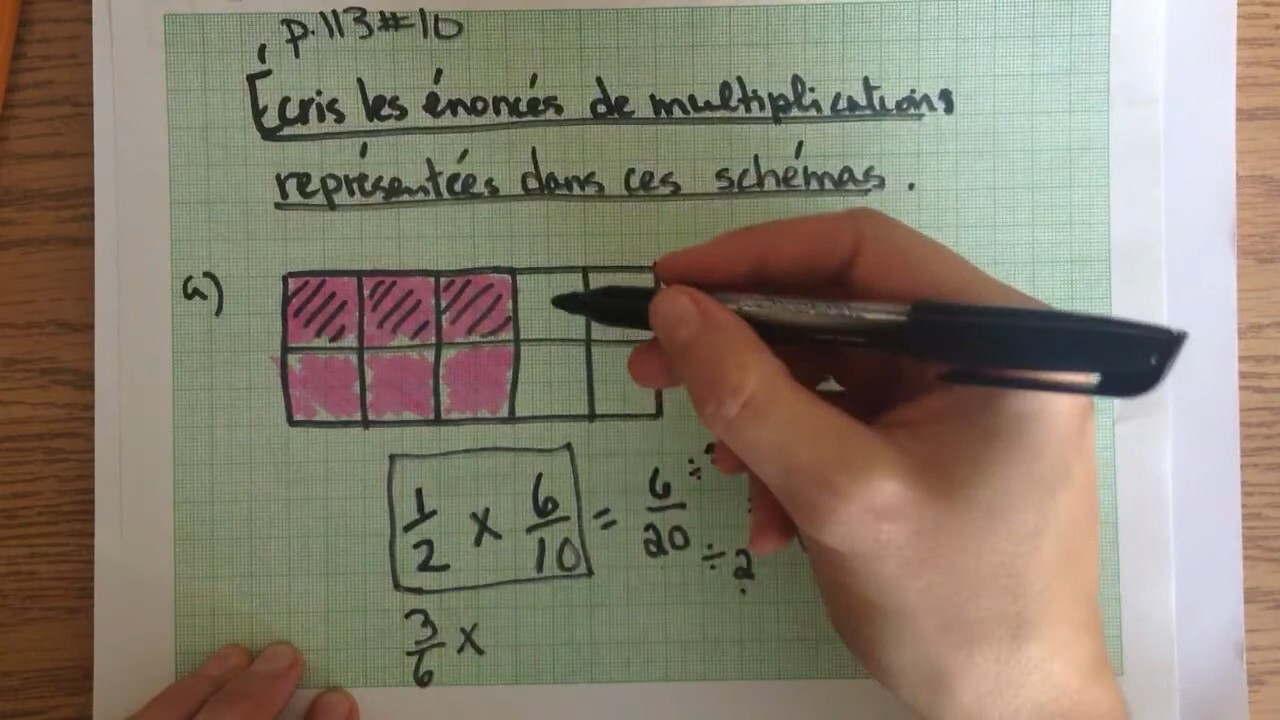 p.113#10
Écris les énoncés de multiplications
représentées dans ces schémas.
a)
1/2 x 6/10 = 6/20 ÷ ÷2
3/6 x